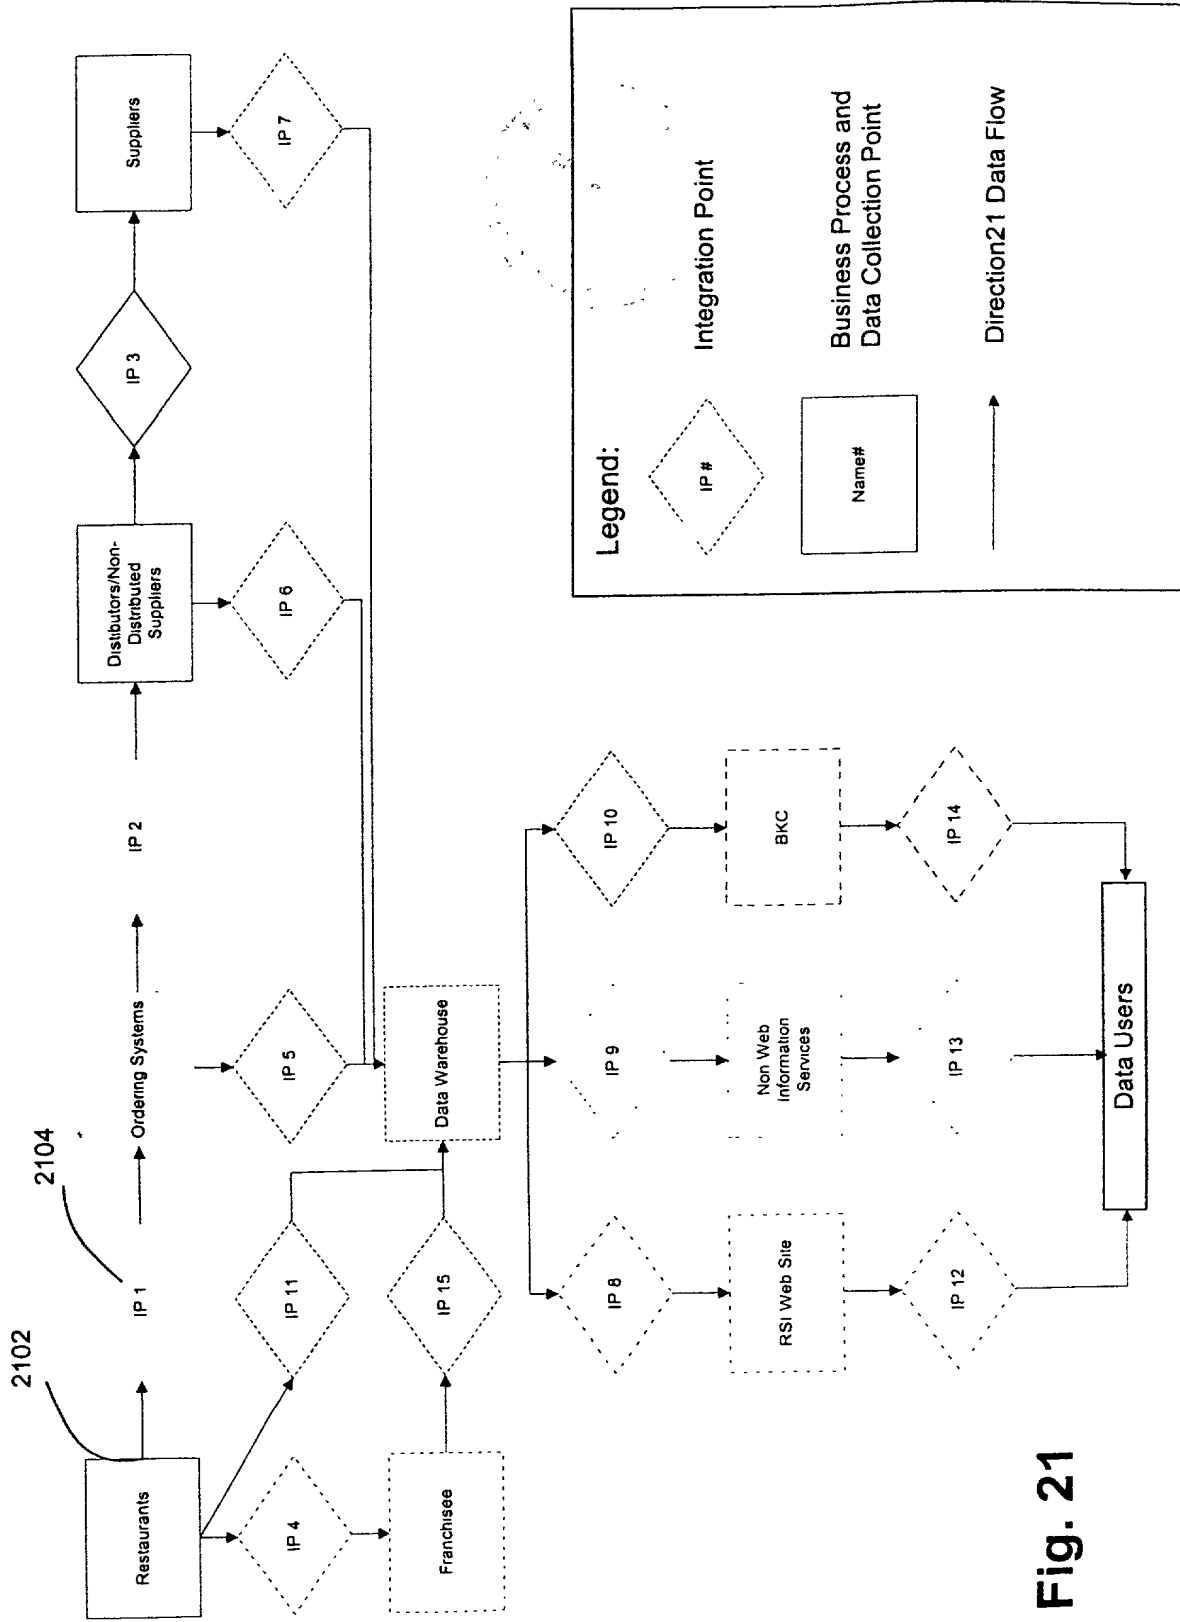 2102
2104
Restaurants
IP 1
Ordering Systems
IP 2
Distibutors/Non-
Distributed
Suppliers
IP 3
Suppliers
IP 4
IP 11
IP 5
IP 6
IP 7
Franchisee
IP 15
Data Warehouse
IP 8
IP 9
IP 10
RSI Web Site
Non Web
Information
Services
BKC
IP 12
IP 13
IP 14
Data Users
Legend:
IP #
Integration Point
Name#
Business Process and
Data Collection Point
Direction21 Data Flow
Fig. 21